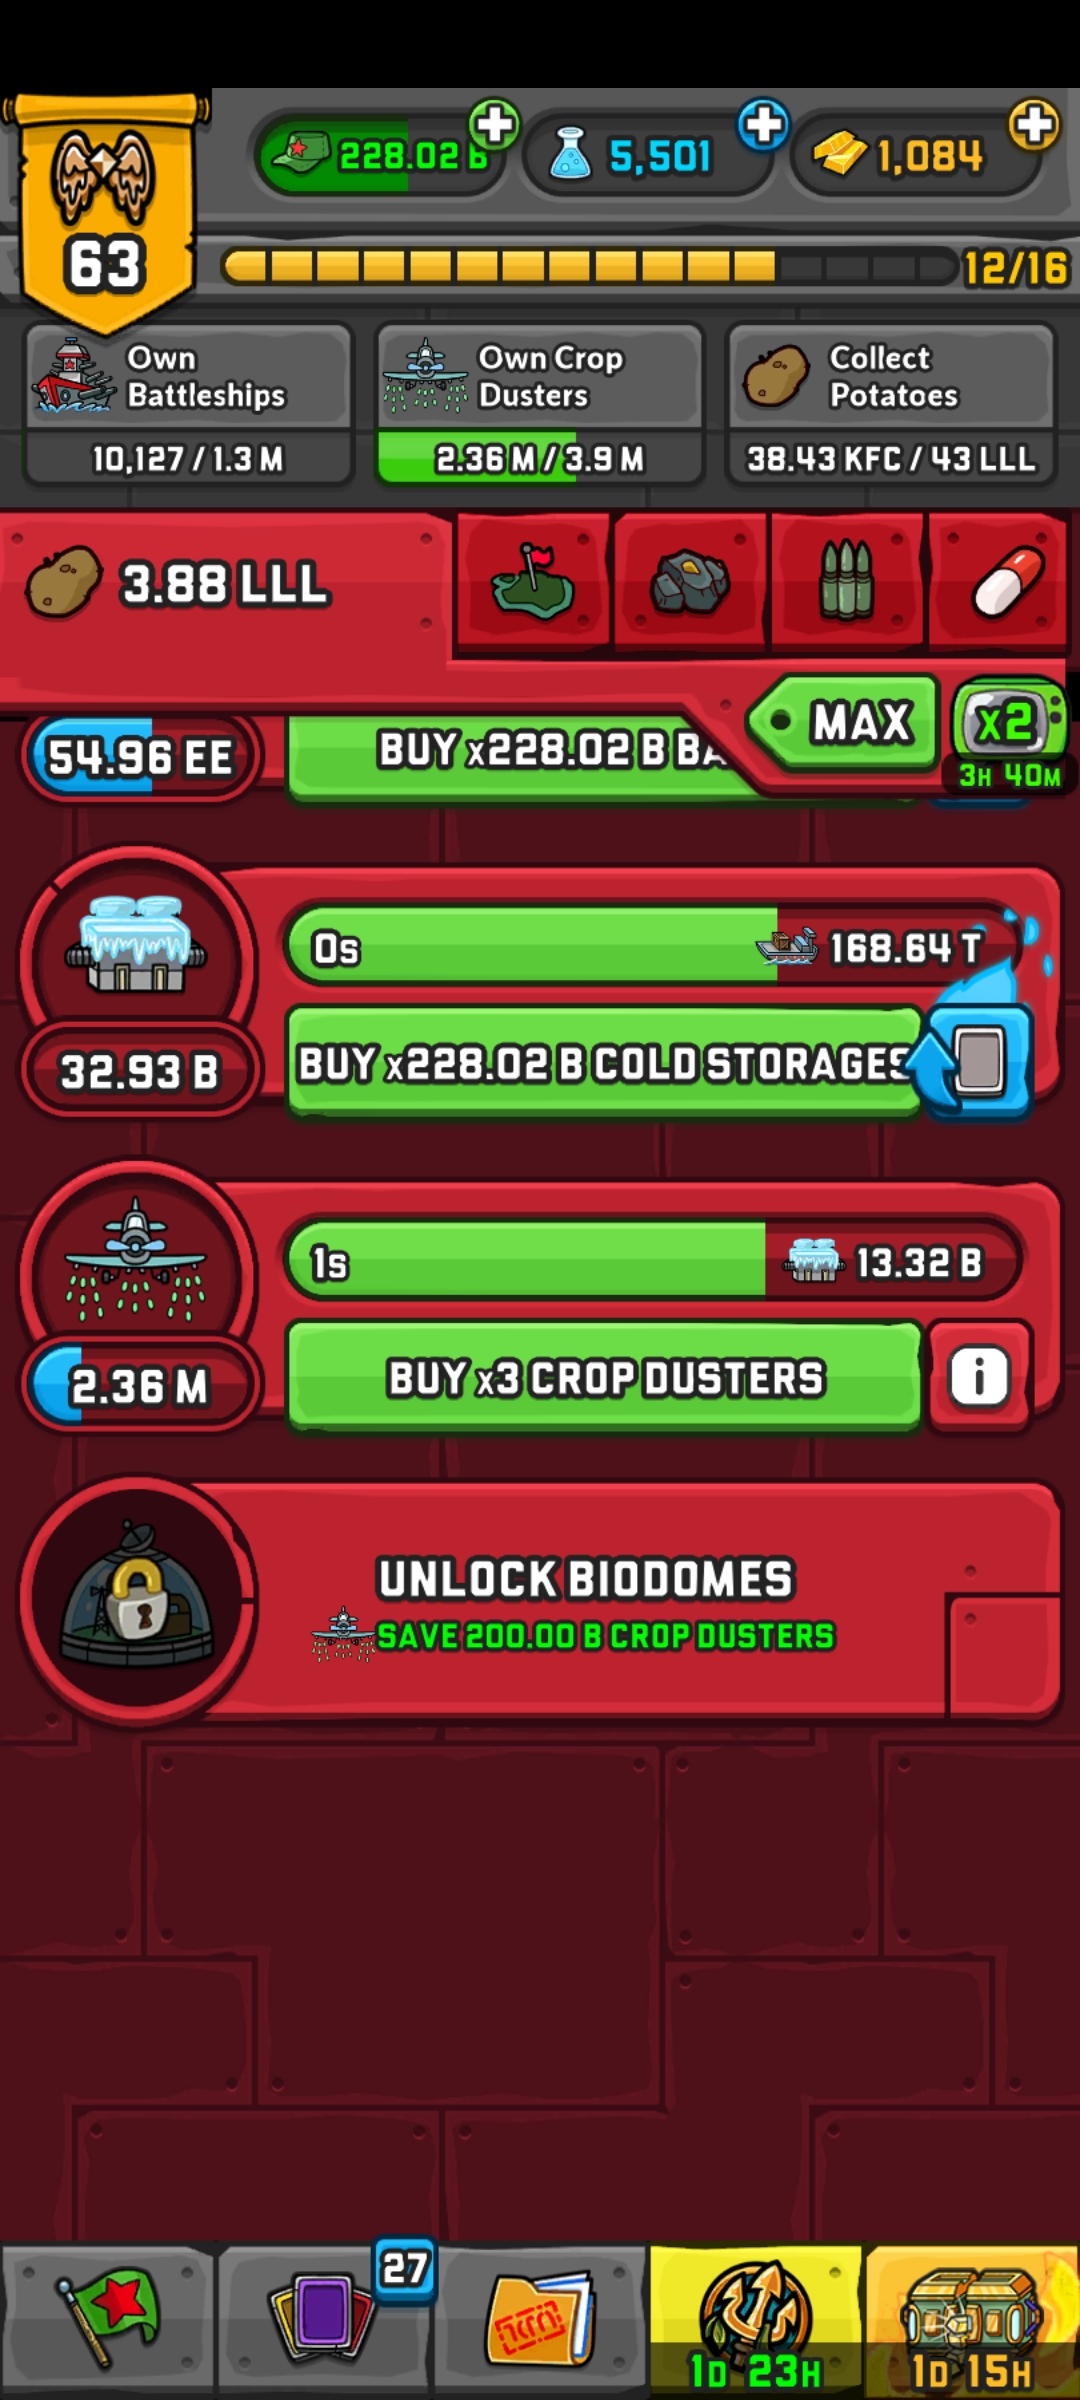 228.02 B
5,501
1,084
63
12/16
Own
Battleships
10,127 / 1.3 M
Own Crop
Dusters
2.36 M / 3.9 M
Collect
Potatoes
38.43 KFC / 43 LLL
3.88 LLL
MAX
x2
3H 40M
54.96 EE
BUY x228.02 B BA
0s
168.64 T
32.93 B
BUY x228.02 B COLD STORAGES
1s
13.32 B
2.36 M
BUY x3 CROP DUSTERS
i
UNLOCK BIODOMES
SAVE 200.00 B CROP DUSTERS
27
1D 23H
1D 15H